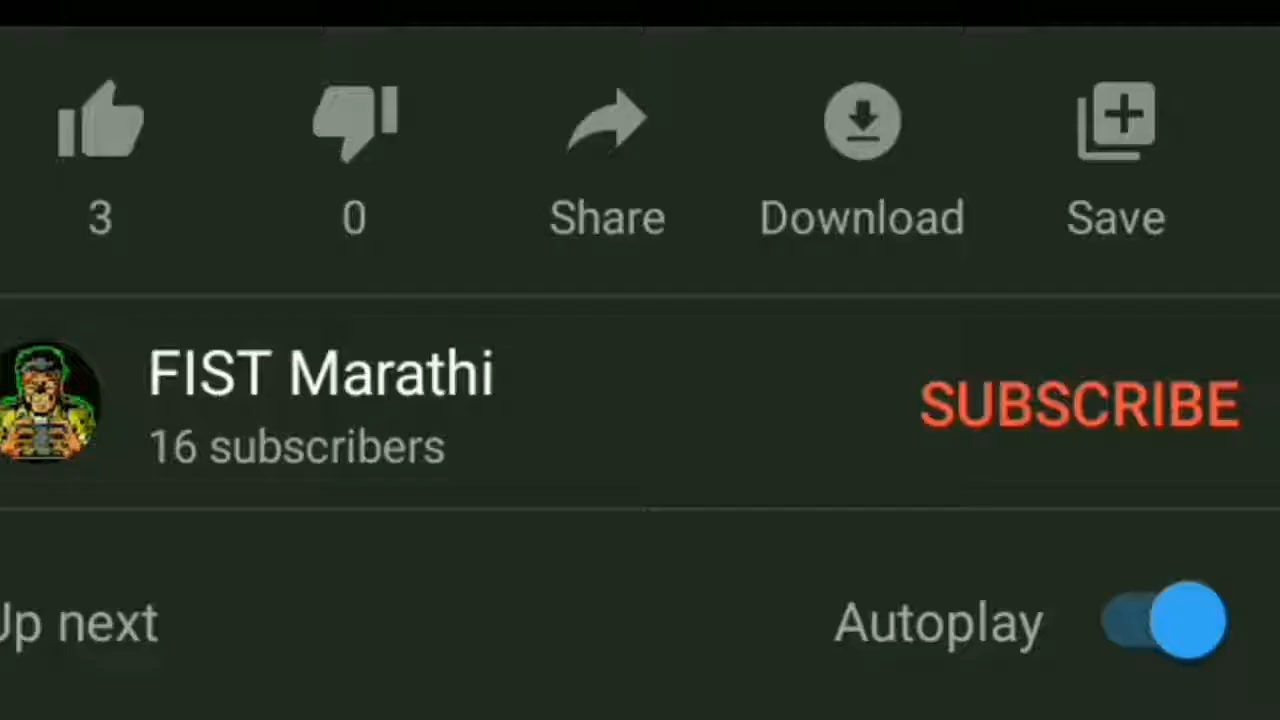 3 0 Share Download Save
FIST Marathi
SUBSCRIBE
16 subscribers
Up next Autoplay